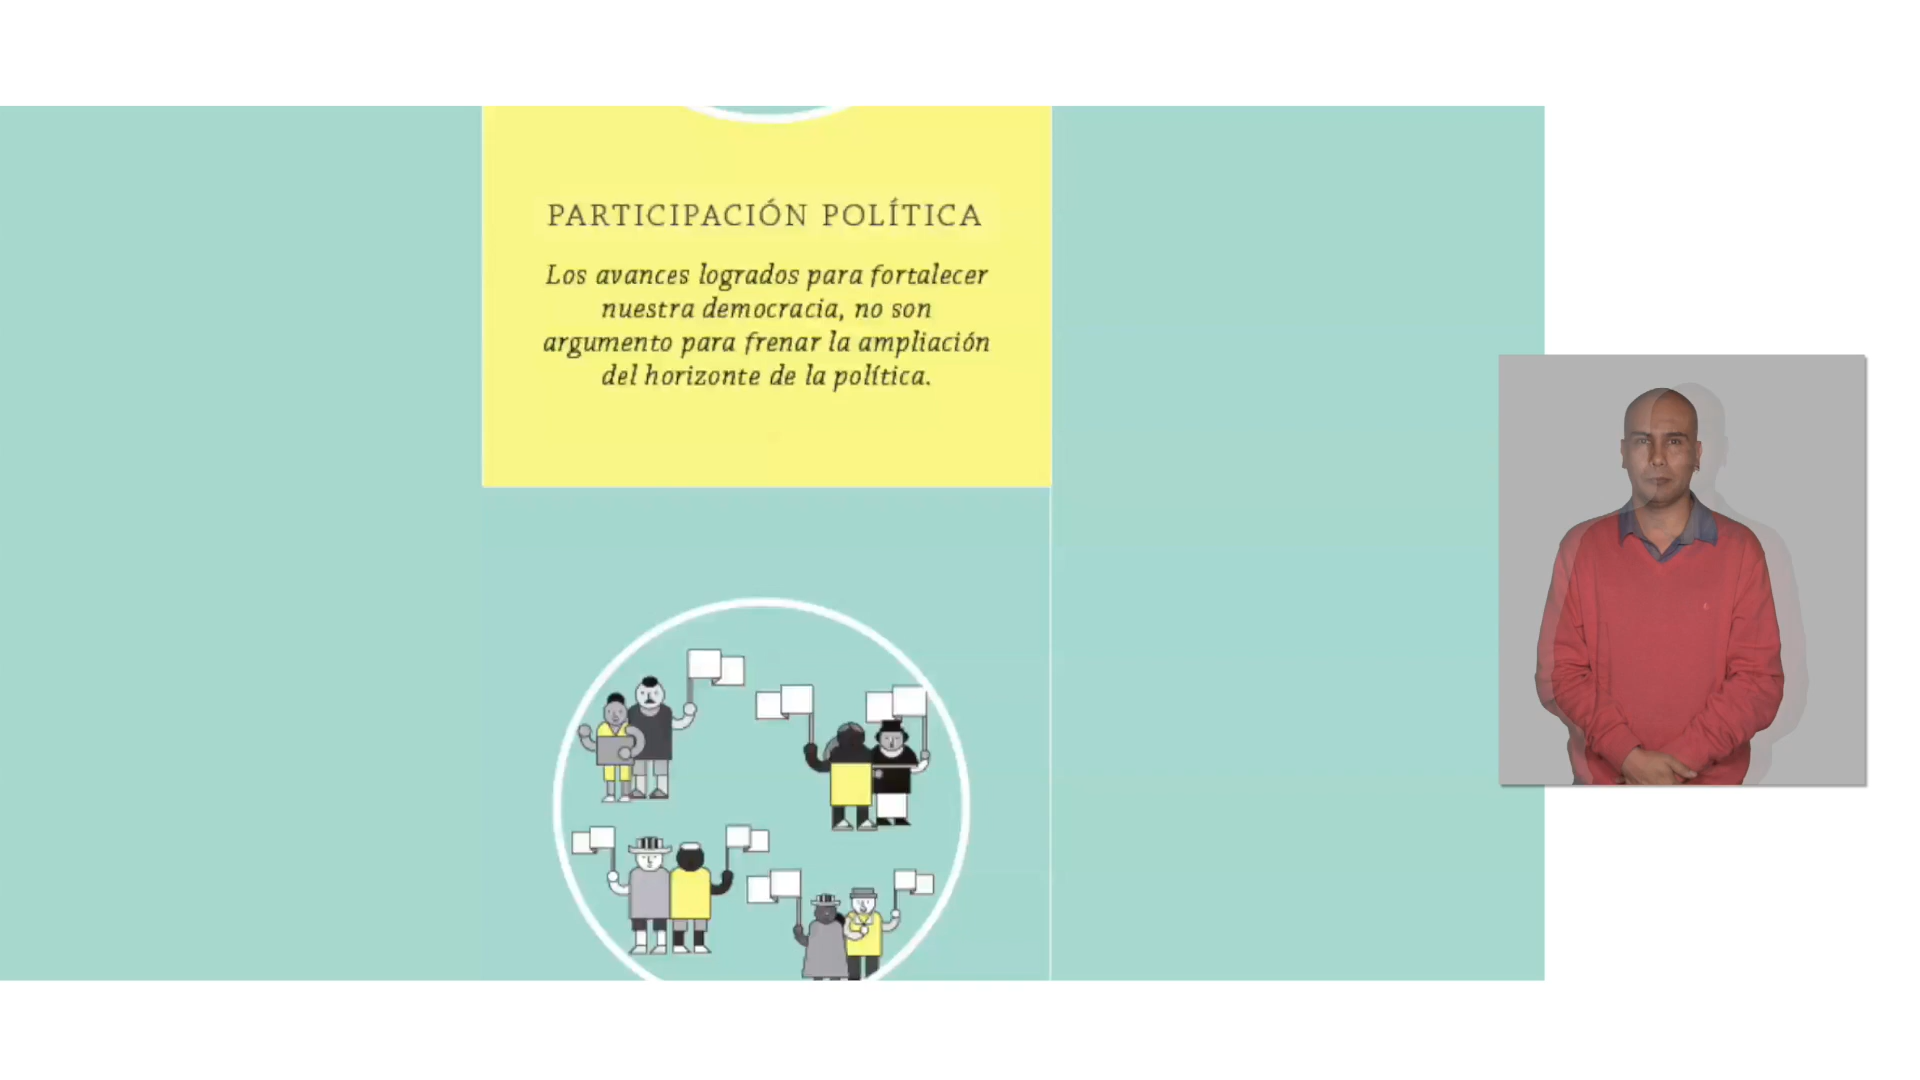 PARTICIPACIÓN POLÍTICA
Los avances logrados para fortalecer
nuestra democracia, no son
argumento para frenar la ampliación
del horizonte de la política.